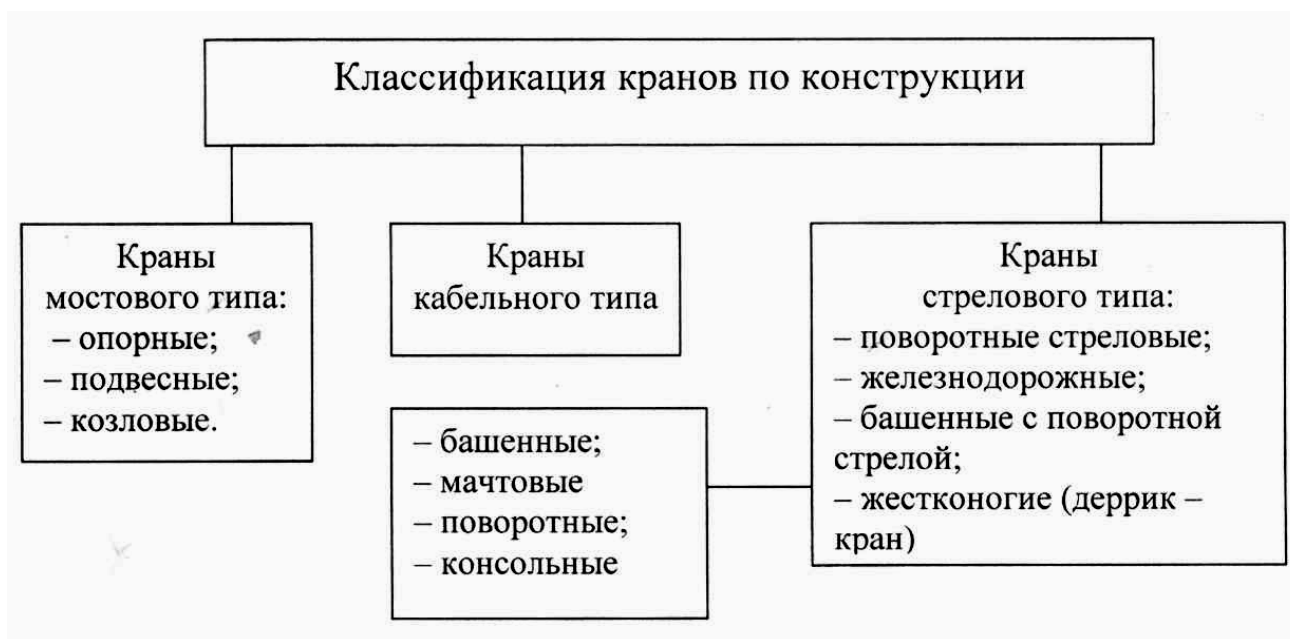 Классификация кранов по конструкции
Краны
мостового типа:
– опорные;
– подвесные;
– козловые.
Краны
кабельного типа
Краны
стрелового типа:
– поворотные стреловые;
– железнодорожные;
– башенные с поворотной
стрелой;
– жестконогие (деррик –
кран)
– башенные;
– мачтовые
– поворотные;
– консольные